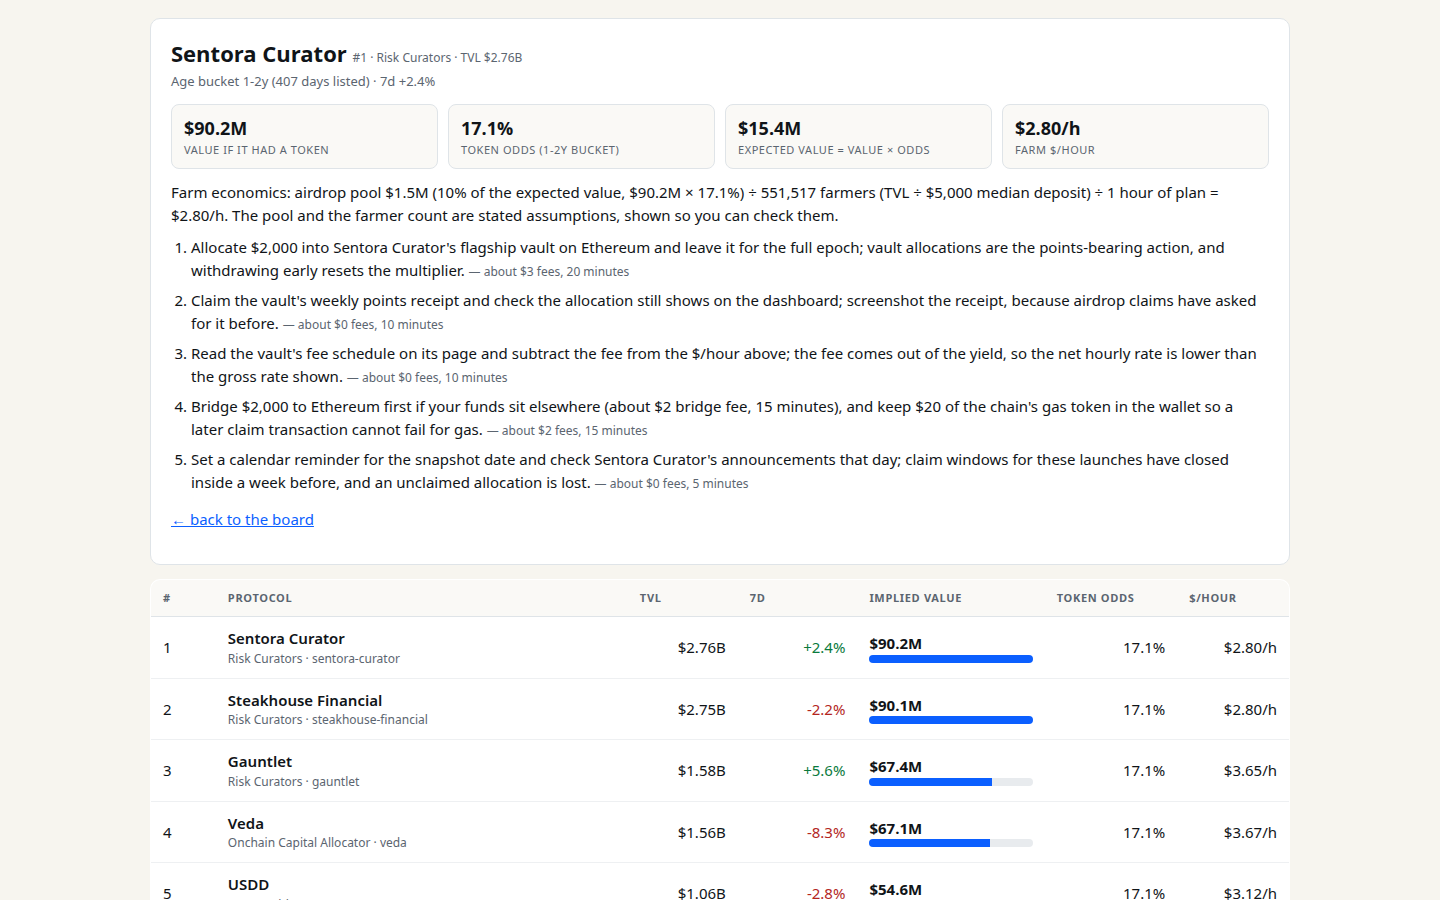 Sentora Curator #1 · Risk Curators · TVL $2.76B
Age bucket 1-2y (407 days listed) · 7d +2.4%
$90.2M
VALUE IF IT HAD A TOKEN
17.1%
TOKEN ODDS (1-2Y BUCKET)
$15.4M
EXPECTED VALUE = VALUE × ODDS
$2.80/h
FARM $/HOUR
Farm economics: airdrop pool $1.5M (10% of the expected value, $90.2M × 17.1%) ÷ 551,517 farmers (TVL ÷ $5,000 median deposit) ÷ 1 hour of plan =
$2.80/h. The pool and the farmer count are stated assumptions, shown so you can check them.
1. Allocate $2,000 into Sentora Curator's flagship vault on Ethereum and leave it for the full epoch; vault allocations are the points-bearing action, and
withdrawing early resets the multiplier. — about $3 fees, 20 minutes
2. Claim the vault's weekly points receipt and check the allocation still shows on the dashboard; screenshot the receipt, because airdrop claims have asked
for it before. — about $0 fees, 10 minutes
3. Read the vault's fee schedule on its page and subtract the fee from the $/hour above; the fee comes out of the yield, so the net hourly rate is lower than
the gross rate shown. — about $0 fees, 10 minutes
4. Bridge $2,000 to Ethereum first if your funds sit elsewhere (about $2 bridge fee, 15 minutes), and keep $20 of the chain's gas token in the wallet so a
later claim transaction cannot fail for gas. — about $2 fees, 15 minutes
5. Set a calendar reminder for the snapshot date and check Sentora Curator's announcements that day; claim windows for these launches have closed
inside a week before, and an unclaimed allocation is lost. — about $0 fees, 5 minutes
← back to the board
# PROTOCOL TVL 7D IMPLIED VALUE TOKEN ODDS $/HOUR
1 Sentora Curator $2.76B +2.4% $90.2M 17.1% $2.80/h
Risk Curators · sentora-curator
2 Steakhouse Financial $2.75B -2.2% $90.1M 17.1% $2.80/h
Risk Curators · steakhouse-financial
3 Gauntlet $1.58B +5.6% $67.4M 17.1% $3.65/h
Risk Curators · gauntlet
4 Veda $1.56B -8.3% $67.1M 17.1% $3.67/h
Onchain Capital Allocator · veda
5 USDD $1.06B -2.8% $54.6M 17.1% $3.12/h